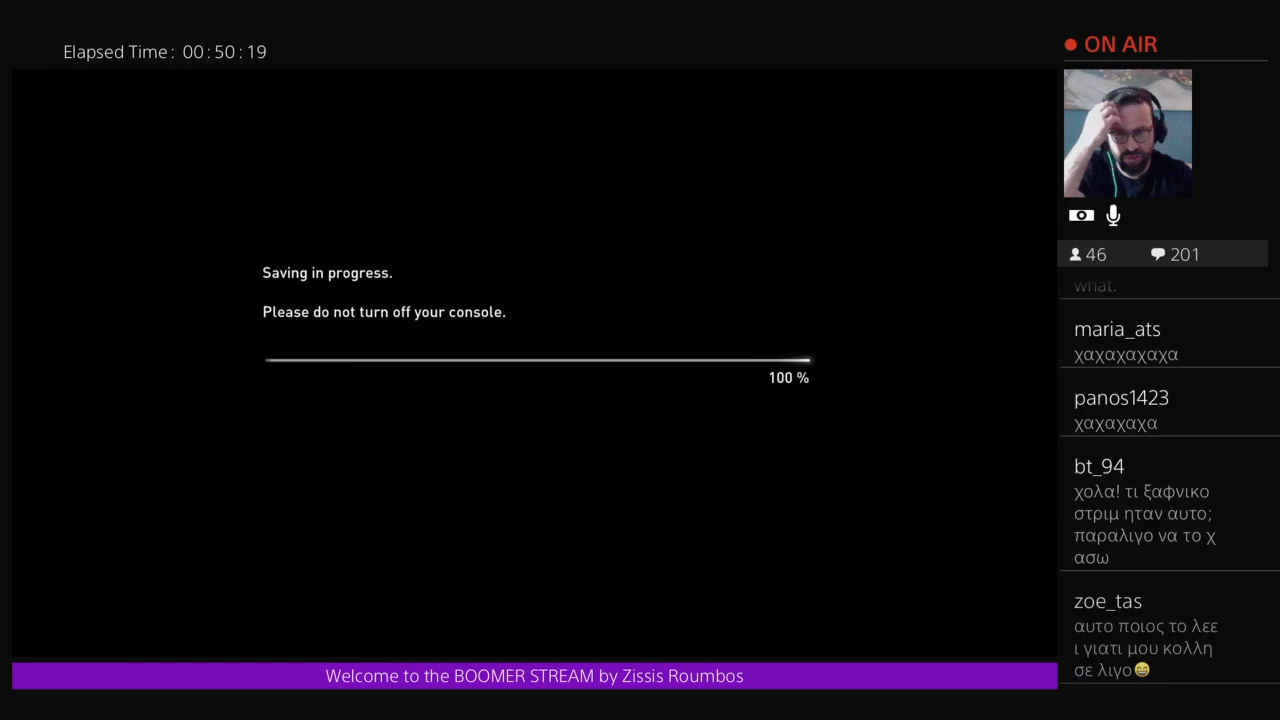 Elapsed Time: 00:50:19
ON AIR
46 201
what.
maria_ats
χαχαχαχαχα
panos1423
χαχαχαχα
bt_94
χολα! τι ξαφνικο
στριμ ηταν αυτο;
παραλιγο να το χ
ασω
zoe_tas
αυτο ποιος το λεε
ι γιατι μου κολλη
σε λιγο😄
Saving in progress.
Please do not turn off your console.
100 %
Welcome to the BOOMER STREAM by Zissis Roumbos